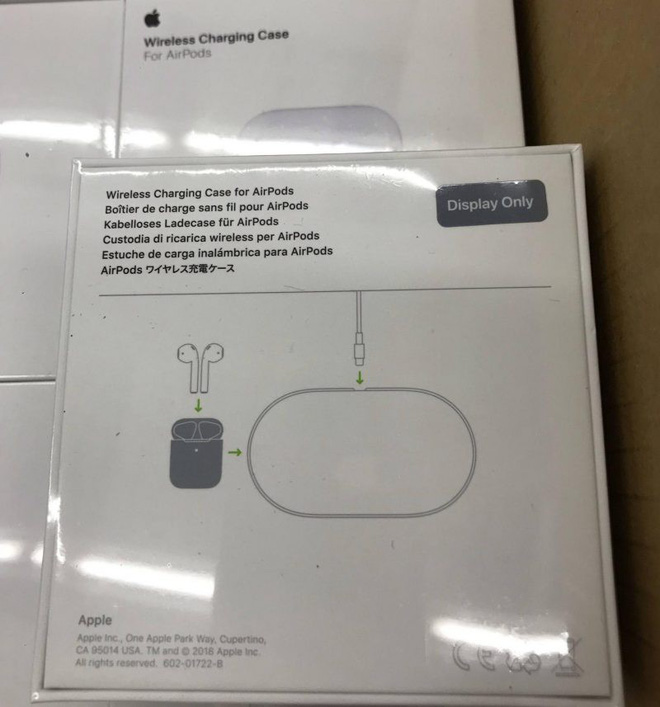 Wireless Charging Case
For AirPods
Wireless Charging Case for AirPods
Boîtier de charge sans fil pour AirPods
Kabelloses Ladecase für AirPods
Custodia di ricarica wireless per AirPods
Estuche de carga inalámbrica para AirPods
AirPods ワイヤレス充電ケース
Display Only
Apple
Apple Inc., One Apple Park Way, Cupertino,
CA 95014 USA. TM and © 2018 Apple Inc.
All rights reserved. 602-01722-B
CE